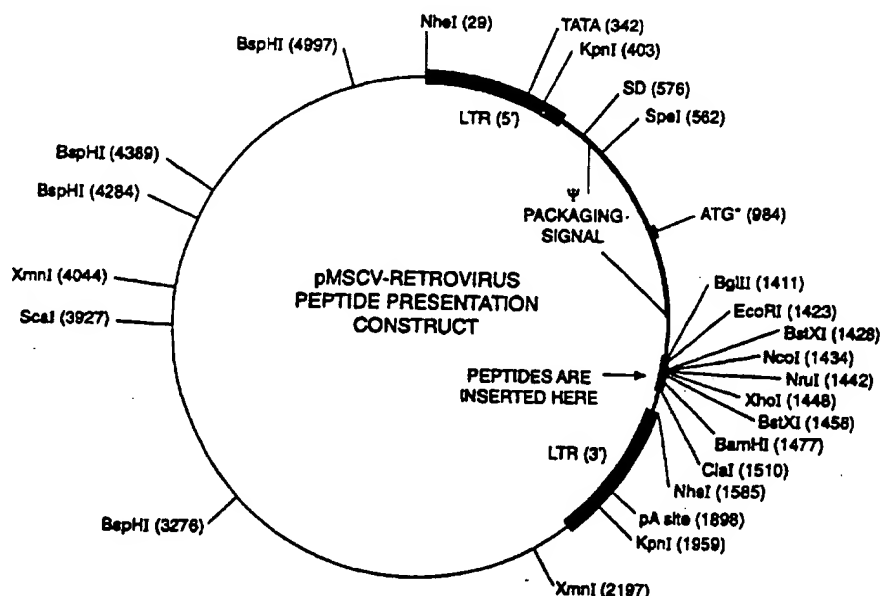 NheI (29)
TATA (342)
KpnI (403)
BspHI (4997)
SD (576)
SpeI (562)
LTR (5')
BspHI (4389)
BspHI (4284)
Ψ
PACKAGING
SIGNAL
ATG* (984)
XmnI (4044)
ScaI (3927)
pMSCV-RETROVIRUS
PEPTIDE PRESENTATION
CONSTRUCT
BglII (1411)
EcoRI (1423)
BstXI (1428)
NcoI (1434)
NruI (1442)
XhoI (1448)
BstXI (1458)
BamHI (1477)
ClaI (1510)
NheI (1585)
PEPTIDES ARE
INSERTED HERE
LTR (3')
pA site (1898)
KpnI (1959)
BspHI (3276)
XmnI (2197)